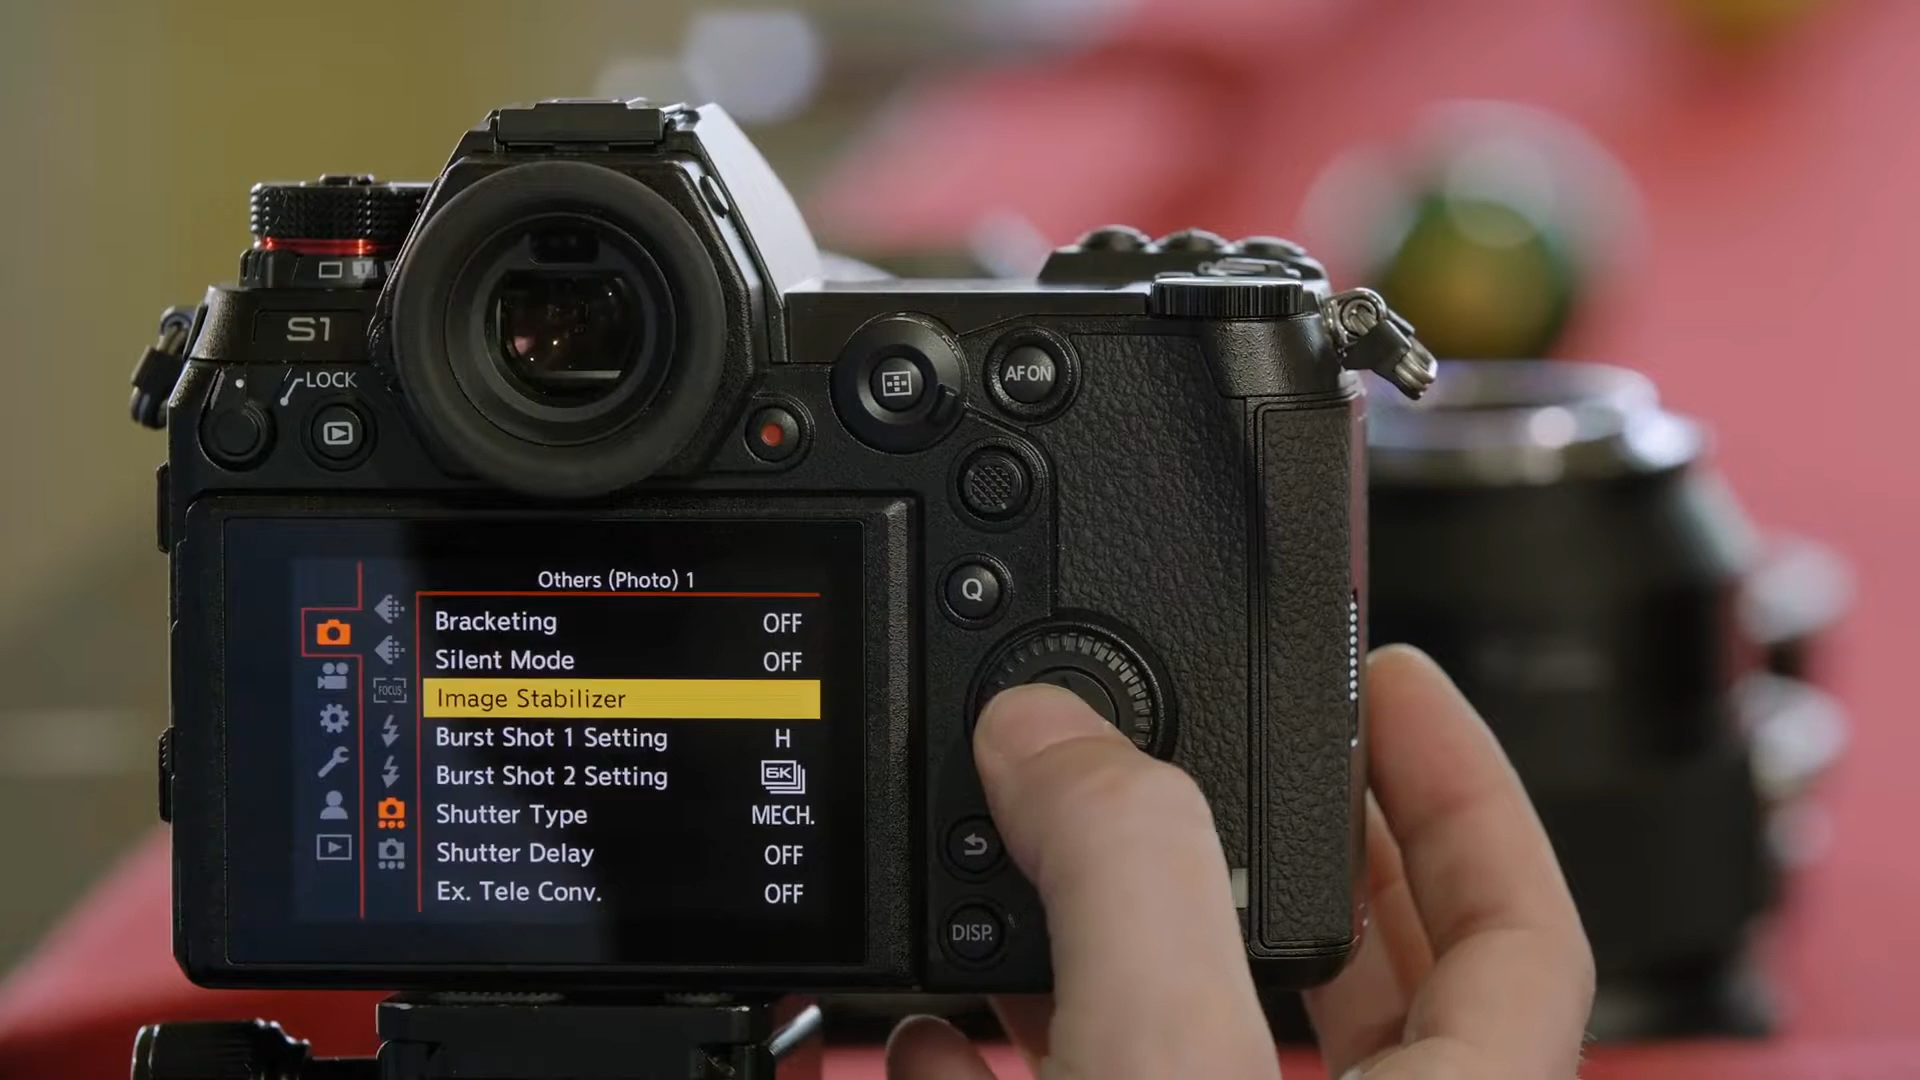 S1
LOCK
AF ON
Q
Others (Photo) 1
Bracketing OFF
Silent Mode OFF
Image Stabilizer
FOCUS
Burst Shot 1 Setting H
Burst Shot 2 Setting 6K
Shutter Type MECH.
Shutter Delay OFF
Ex. Tele Conv. OFF
DISP.